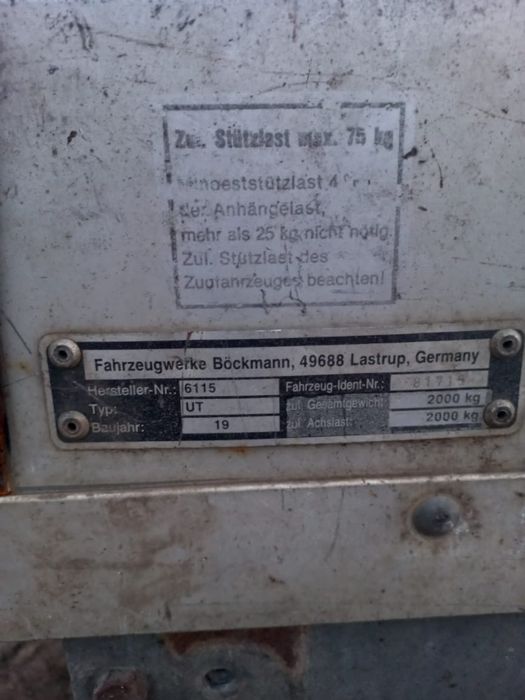 Zul. Stützlast max. 75 kg
Mindeststützlast 4
der Anhängelast,
mehr als 25 kg nicht nötig.
Zul. Stützlast des
Zugfahrzeuges beachten!
Fahrzeugwerke Böckmann, 49688 Lastrup, Germany
Hersteller-Nr.: 6115 Fahrzeug-Ident-Nr.:
Typ: UT zul. Gesamtgewicht: 2000 kg
Baujahr: 19 zul. Achslast: 2000 kg